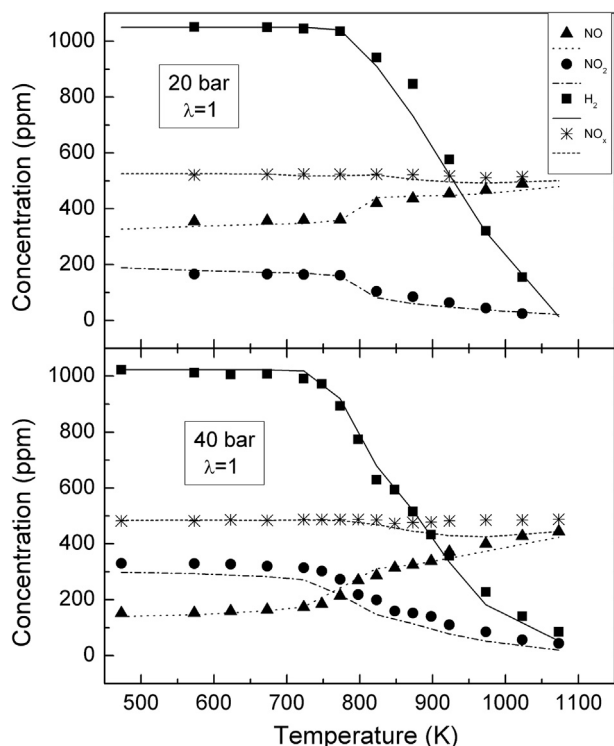 1000
800
600
400
200
0
Concentration (ppm)
20 bar
λ=1
NO
NO₂
H₂
NOₓ
1000
800
600
400
200
0
Concentration (ppm)
40 bar
λ=1
500 600 700 800 900 1000 1100
Temperature (K)